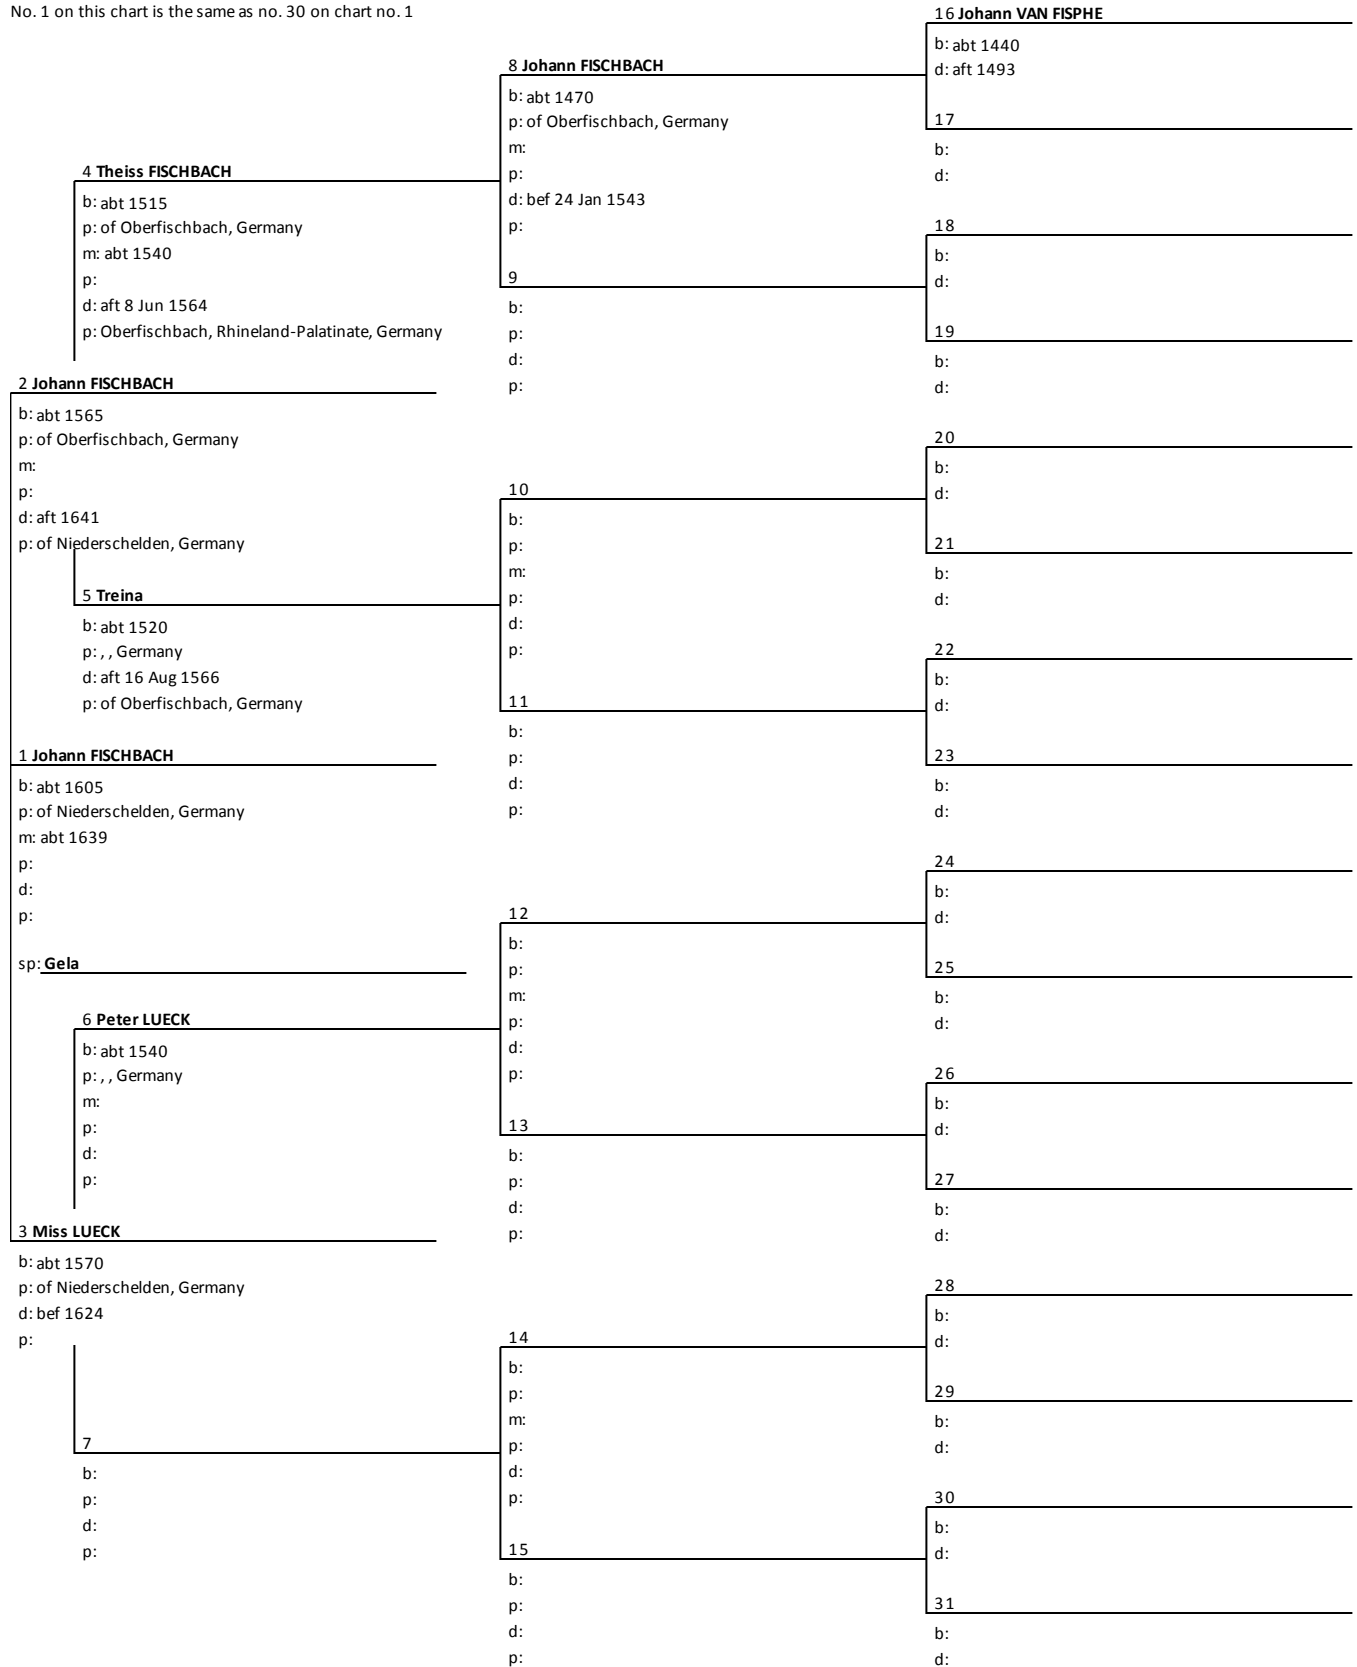 No. 1 on this chart is the same as no. 30 on chart no. 1
16 Johann VAN FISPHE
b: abt 1440
d: aft 1493
8 Johann FISCHBACH
b: abt 1470
p: of Oberfischbach, Germany
m:
p:
d: bef 24 Jan 1543
p:
17
b:
d:
4 Theiss FISCHBACH
b: abt 1515
p: of Oberfischbach, Germany
m: abt 1540
p:
d: aft 8 Jun 1564
p: Oberfischbach, Rhineland-Palatinate, Germany
18
b:
d:
9
b:
p:
d:
p:
19
b:
d:
2 Johann FISCHBACH
b: abt 1565
p: of Oberfischbach, Germany
m:
p:
d: aft 1641
p: of Niederschelden, Germany
20
b:
d:
10
b:
p:
m:
p:
d:
p:
21
b:
d:
5 Treina
b: abt 1520
p: , , Germany
d: aft 16 Aug 1566
p: of Oberfischbach, Germany
22
b:
d:
11
b:
p:
d:
p:
23
b:
d:
1 Johann FISCHBACH
b: abt 1605
p: of Niederschelden, Germany
m: abt 1639
p:
d:
p:
sp: Gela
24
b:
d:
12
b:
p:
m:
p:
d:
p:
25
b:
d:
6 Peter LUECK
b: abt 1540
p: , , Germany
m:
p:
d:
p:
26
b:
d:
13
b:
p:
d:
p:
27
b:
d:
3 Miss LUECK
b: abt 1570
p: of Niederschelden, Germany
d: bef 1624
p:
28
b:
d:
14
b:
p:
m:
p:
d:
p:
29
b:
d:
7
b:
p:
d:
p:
30
b:
d:
15
b:
p:
d:
p:
31
b:
d: